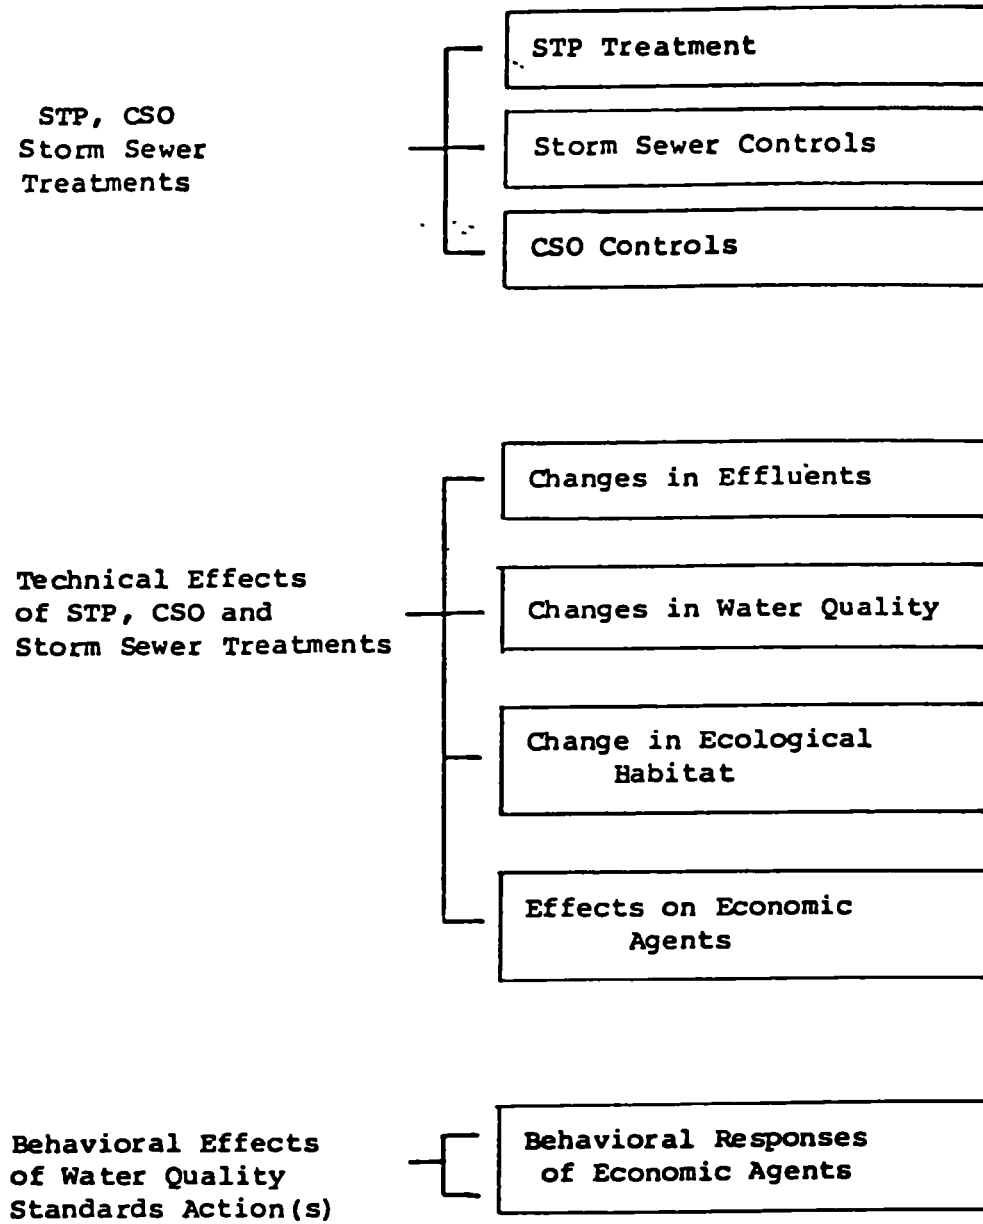 STP, CSO
Storm Sewer
Treatments
STP Treatment
Storm Sewer Controls
CSO Controls
Technical Effects
of STP, CSO and
Storm Sewer Treatments
Changes in Effluents
Changes in Water Quality
Change in Ecological
Habitat
Effects on Economic
Agents
Behavioral Effects
of Water Quality
Standards Action(s)
Behavioral Responses
of Economic Agents